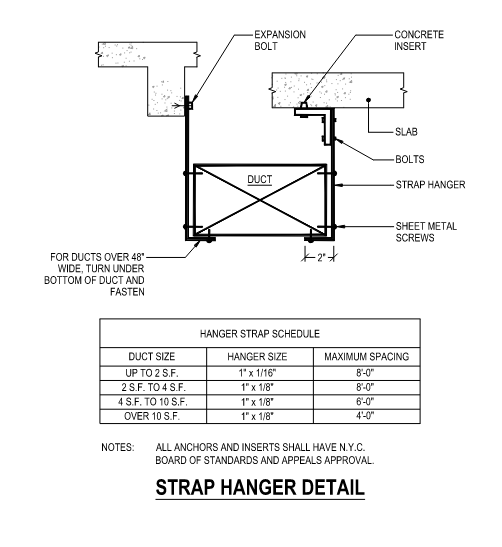 EXPANSION
BOLT
CONCRETE
INSERT
SLAB
BOLTS
DUCT
STRAP HANGER
SHEET METAL
SCREWS
FOR DUCTS OVER 48"
WIDE, TURN UNDER
BOTTOM OF DUCT AND
FASTEN
2"
HANGER STRAP SCHEDULE
DUCT SIZE HANGER SIZE MAXIMUM SPACING
UP TO 2 S.F. 1" x 1/16" 8'-0"
2 S.F. TO 4 S.F. 1" x 1/8" 8'-0"
4 S.F. TO 10 S.F. 1" x 1/8" 6'-0"
OVER 10 S.F. 1" x 1/8" 4'-0"
NOTES: ALL ANCHORS AND INSERTS SHALL HAVE N.Y.C.
BOARD OF STANDARDS AND APPEALS APPROVAL.
STRAP HANGER DETAIL